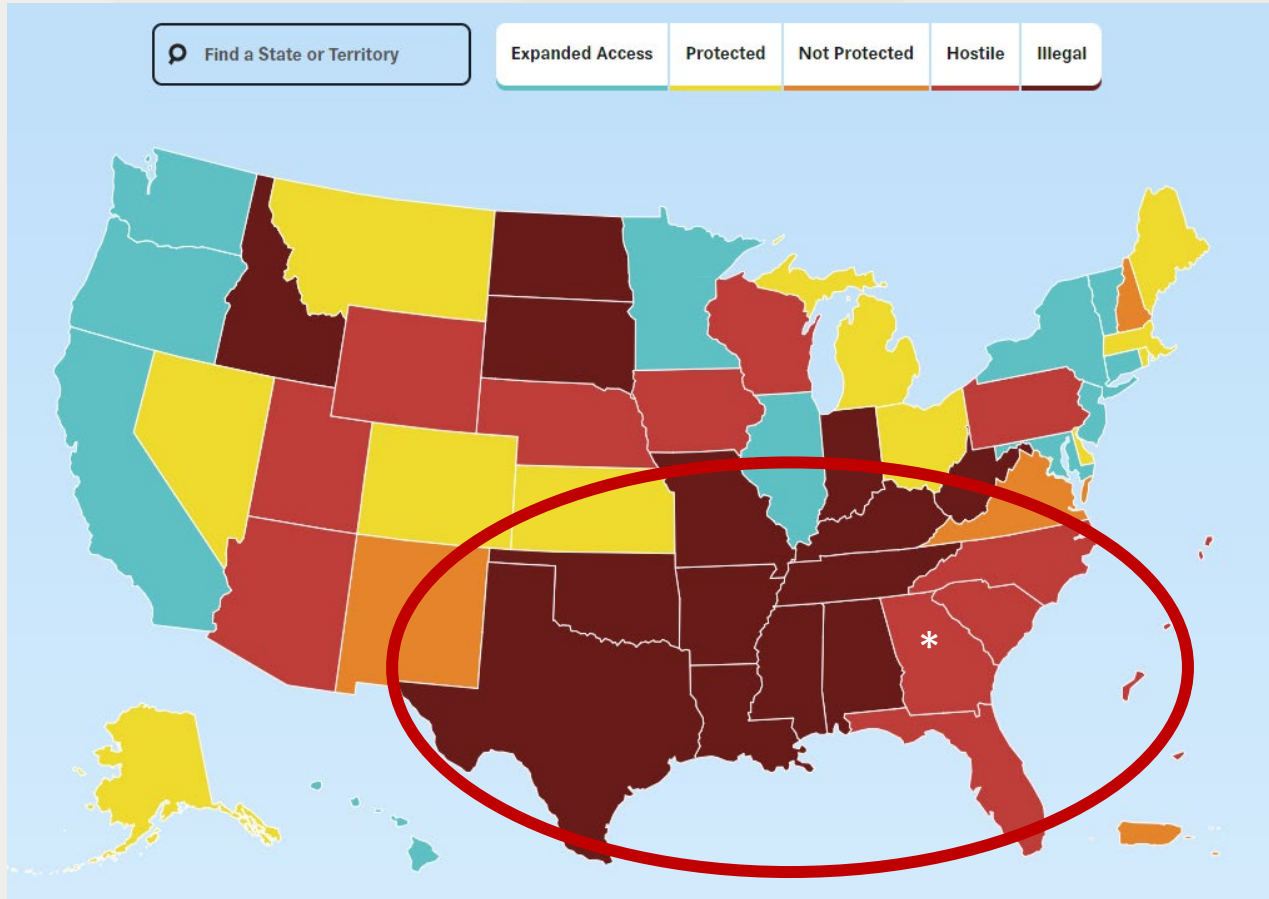 Find a State or Territory
Expanded Access
Protected
Not Protected
Hostile
Illegal
*